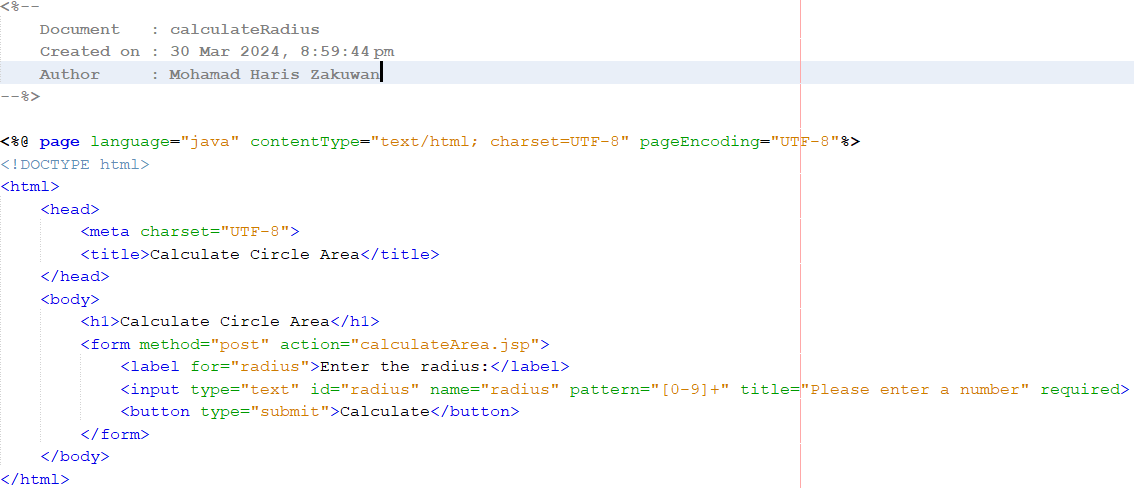 <%--
    Document   : calculateRadius
    Created on : 30 Mar 2024, 8:59:44 pm
    Author     : Mohamad Haris Zakuwan
--%>

<%@ page language="java" contentType="text/html; charset=UTF-8" pageEncoding="UTF-8"%>
<!DOCTYPE html>
<html>
    <head>
        <meta charset="UTF-8">
        <title>Calculate Circle Area</title>
    </head>
    <body>
        <h1>Calculate Circle Area</h1>
        <form method="post" action="calculateArea.jsp">
            <label for="radius">Enter the radius:</label>
            <input type="text" id="radius" name="radius" pattern="[0-9]+" title="Please enter a number" required>
            <button type="submit">Calculate</button>
        </form>
    </body>
</html>